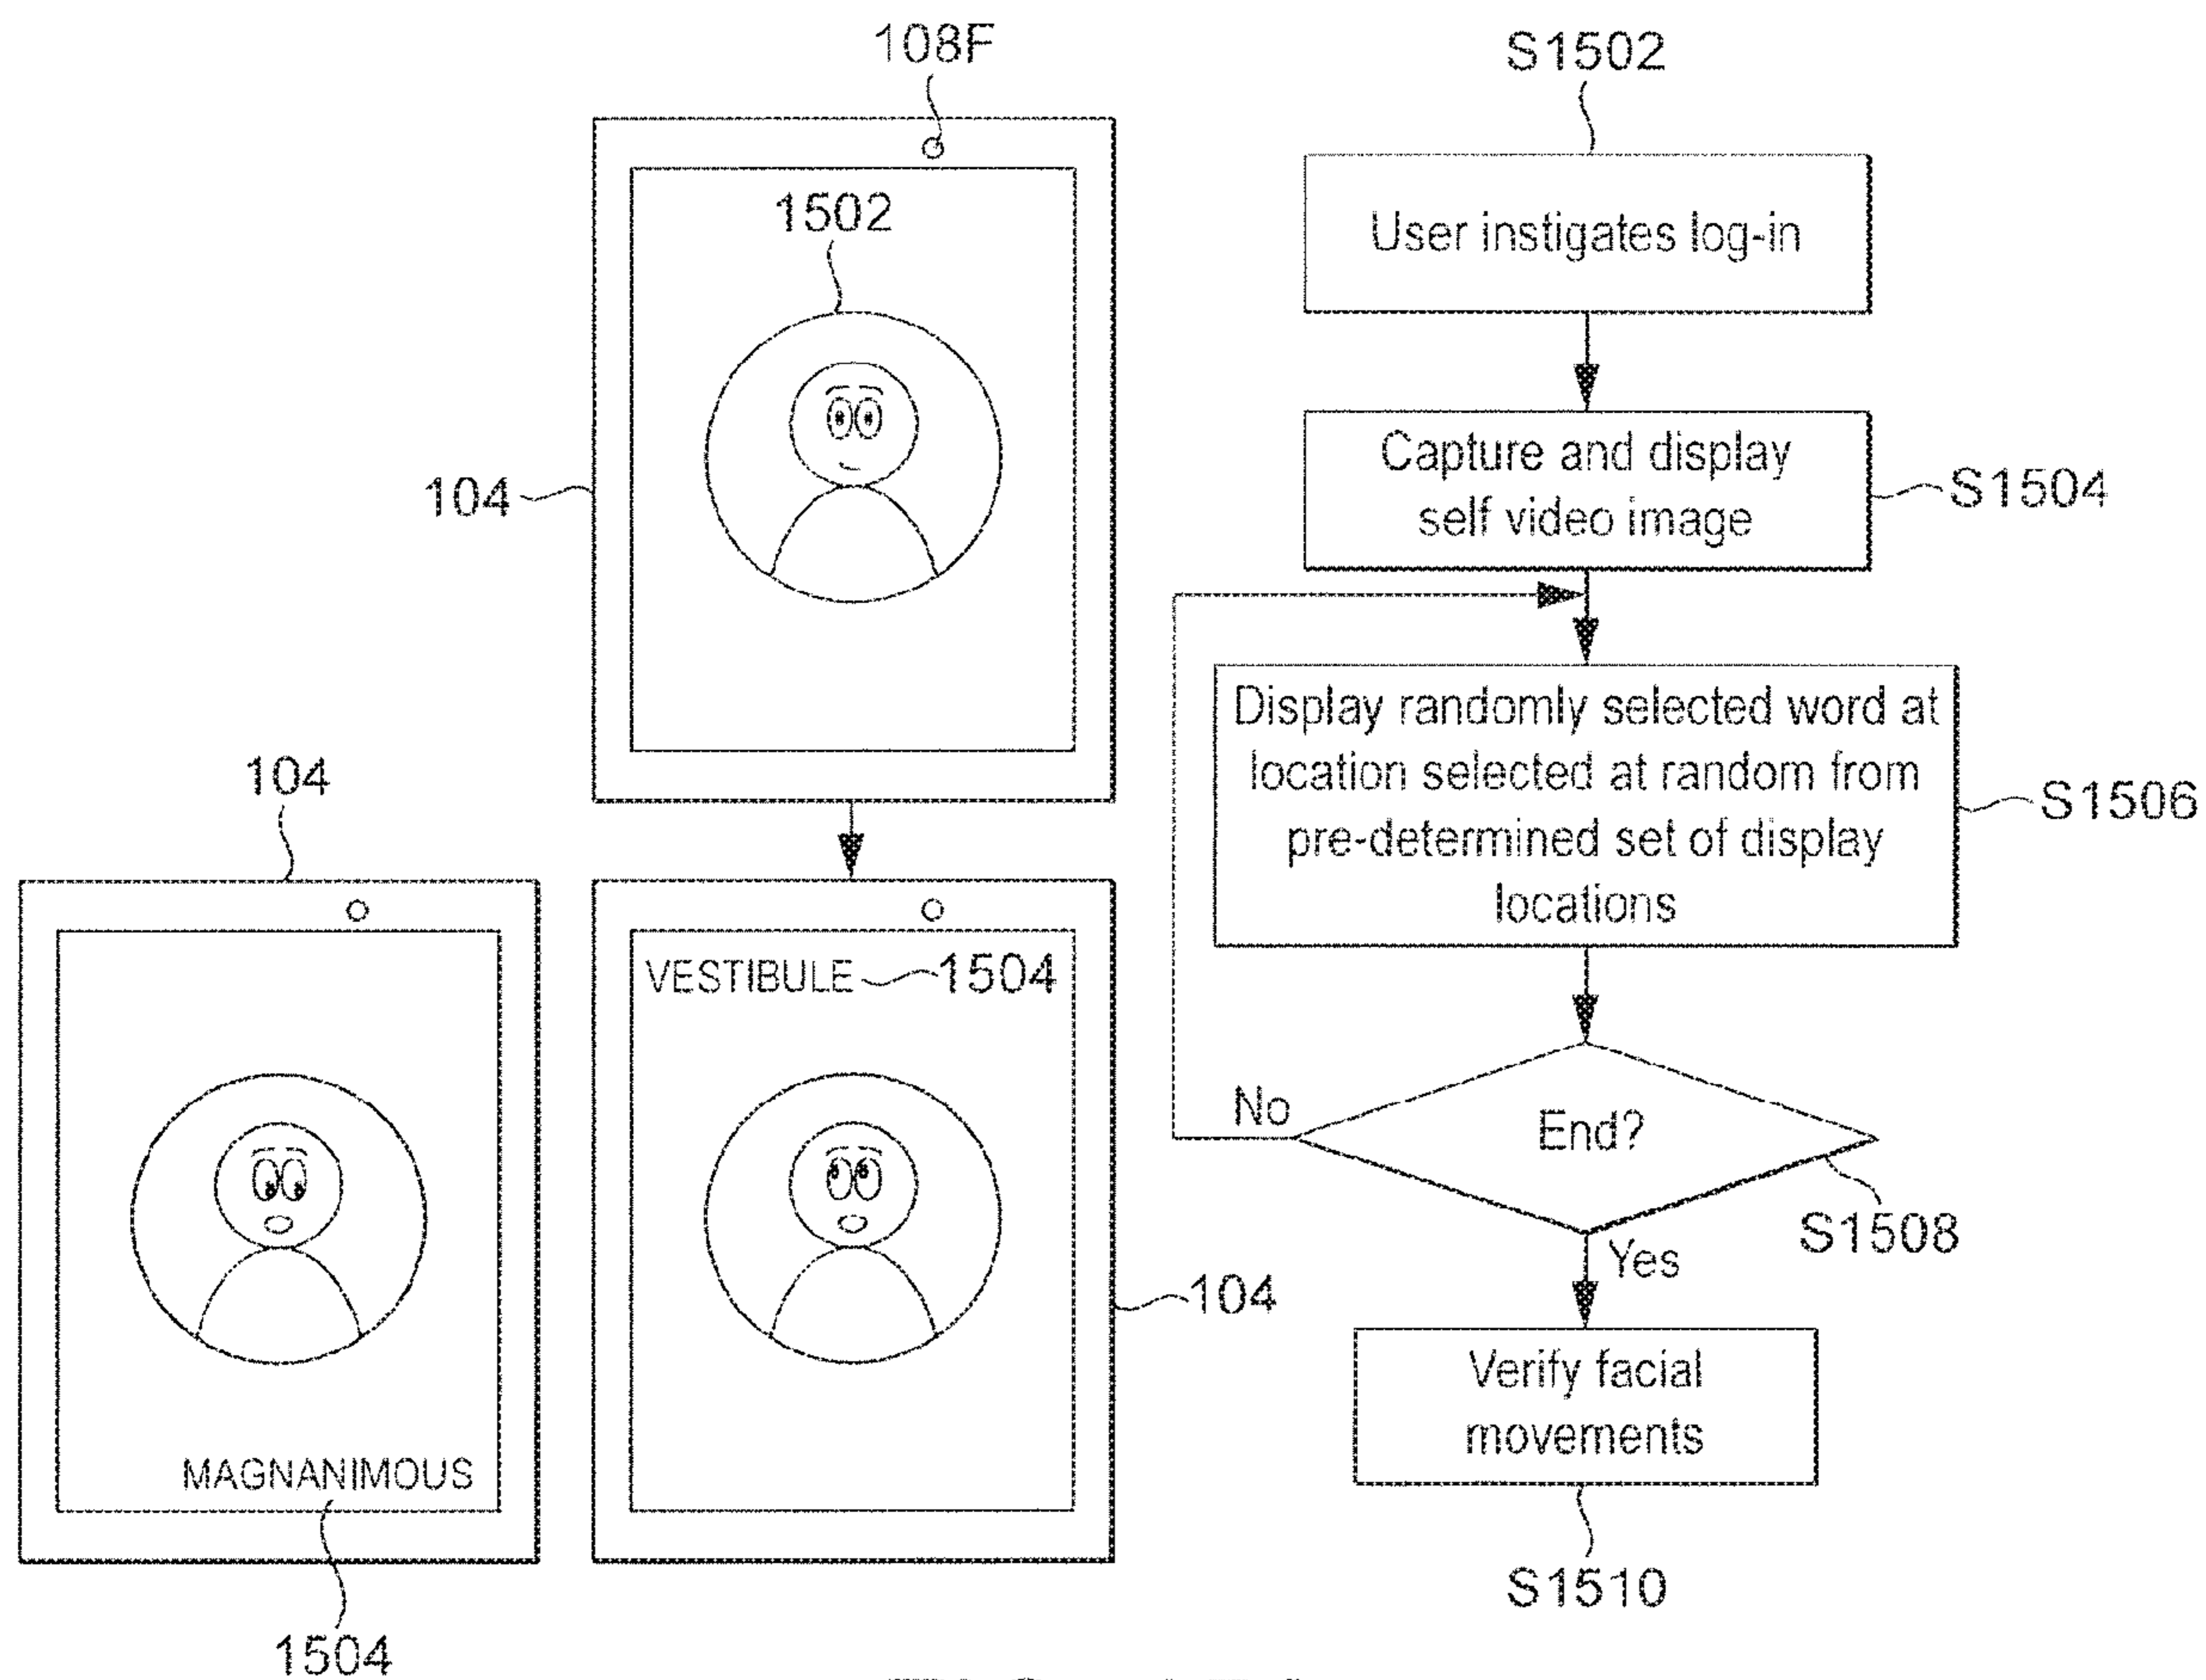 108F
S1502
1502
User instigates log-in
104
Capture and display
self video image
S1504
Display randomly selected word at
location selected at random from
pre-determined set of display
locations
S1506
104
VESTIBULE
1504
No
End?
S1508
Yes
104
Verify facial
movements
MAGNANIMOUS
S1510
1504